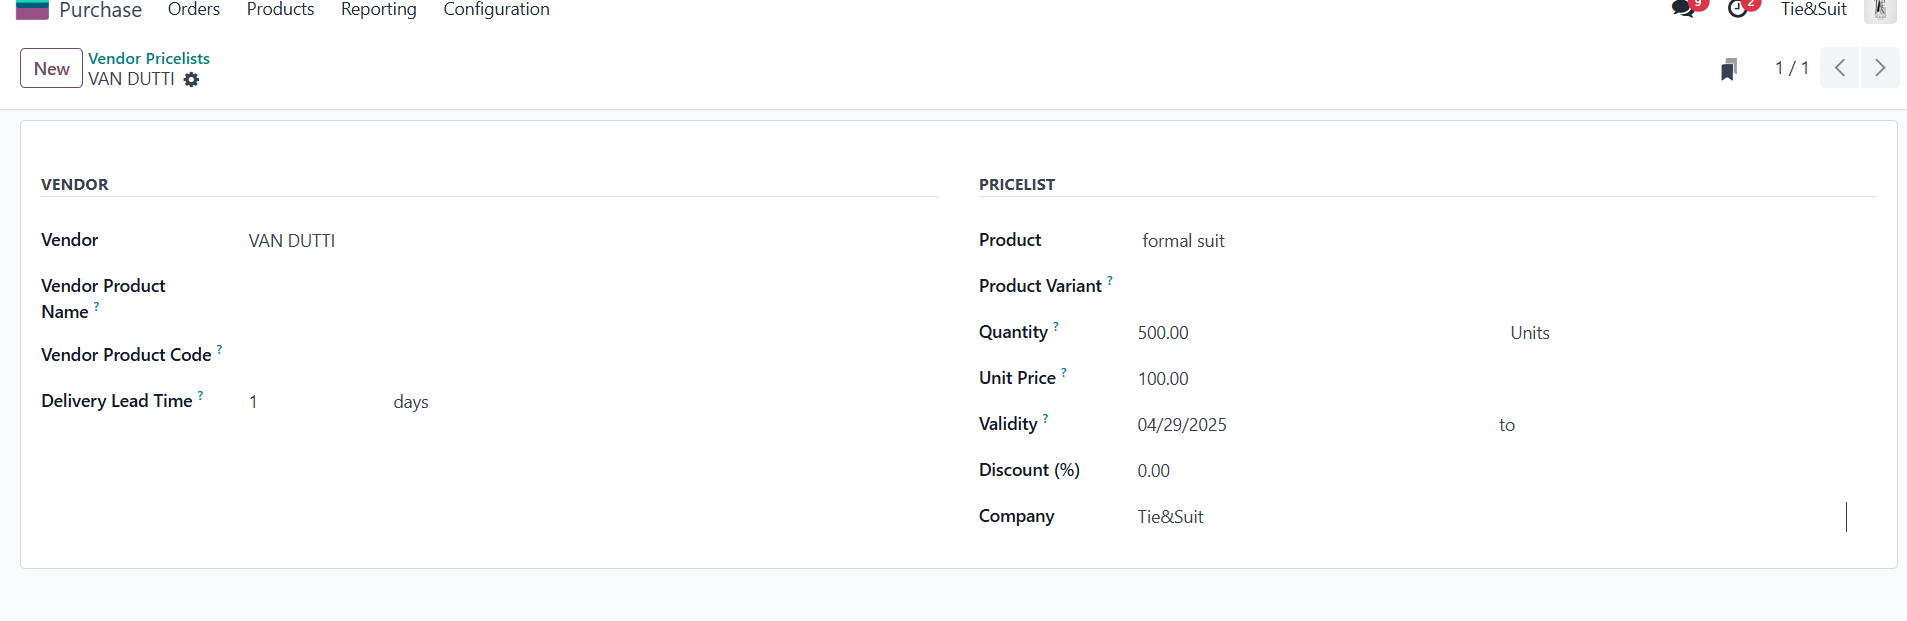 Purchase Orders Products Reporting Configuration 9 2 Tie&Suit
New Vendor Pricelists
VAN DUTTI
1 / 1
VENDOR
Vendor VAN DUTTI
Vendor Product
Name ?
Vendor Product Code ?
Delivery Lead Time ? 1 days
PRICELIST
Product formal suit
Product Variant ?
Quantity ? 500.00 Units
Unit Price ? 100.00
Validity ? 04/29/2025 to
Discount (%) 0.00
Company Tie&Suit